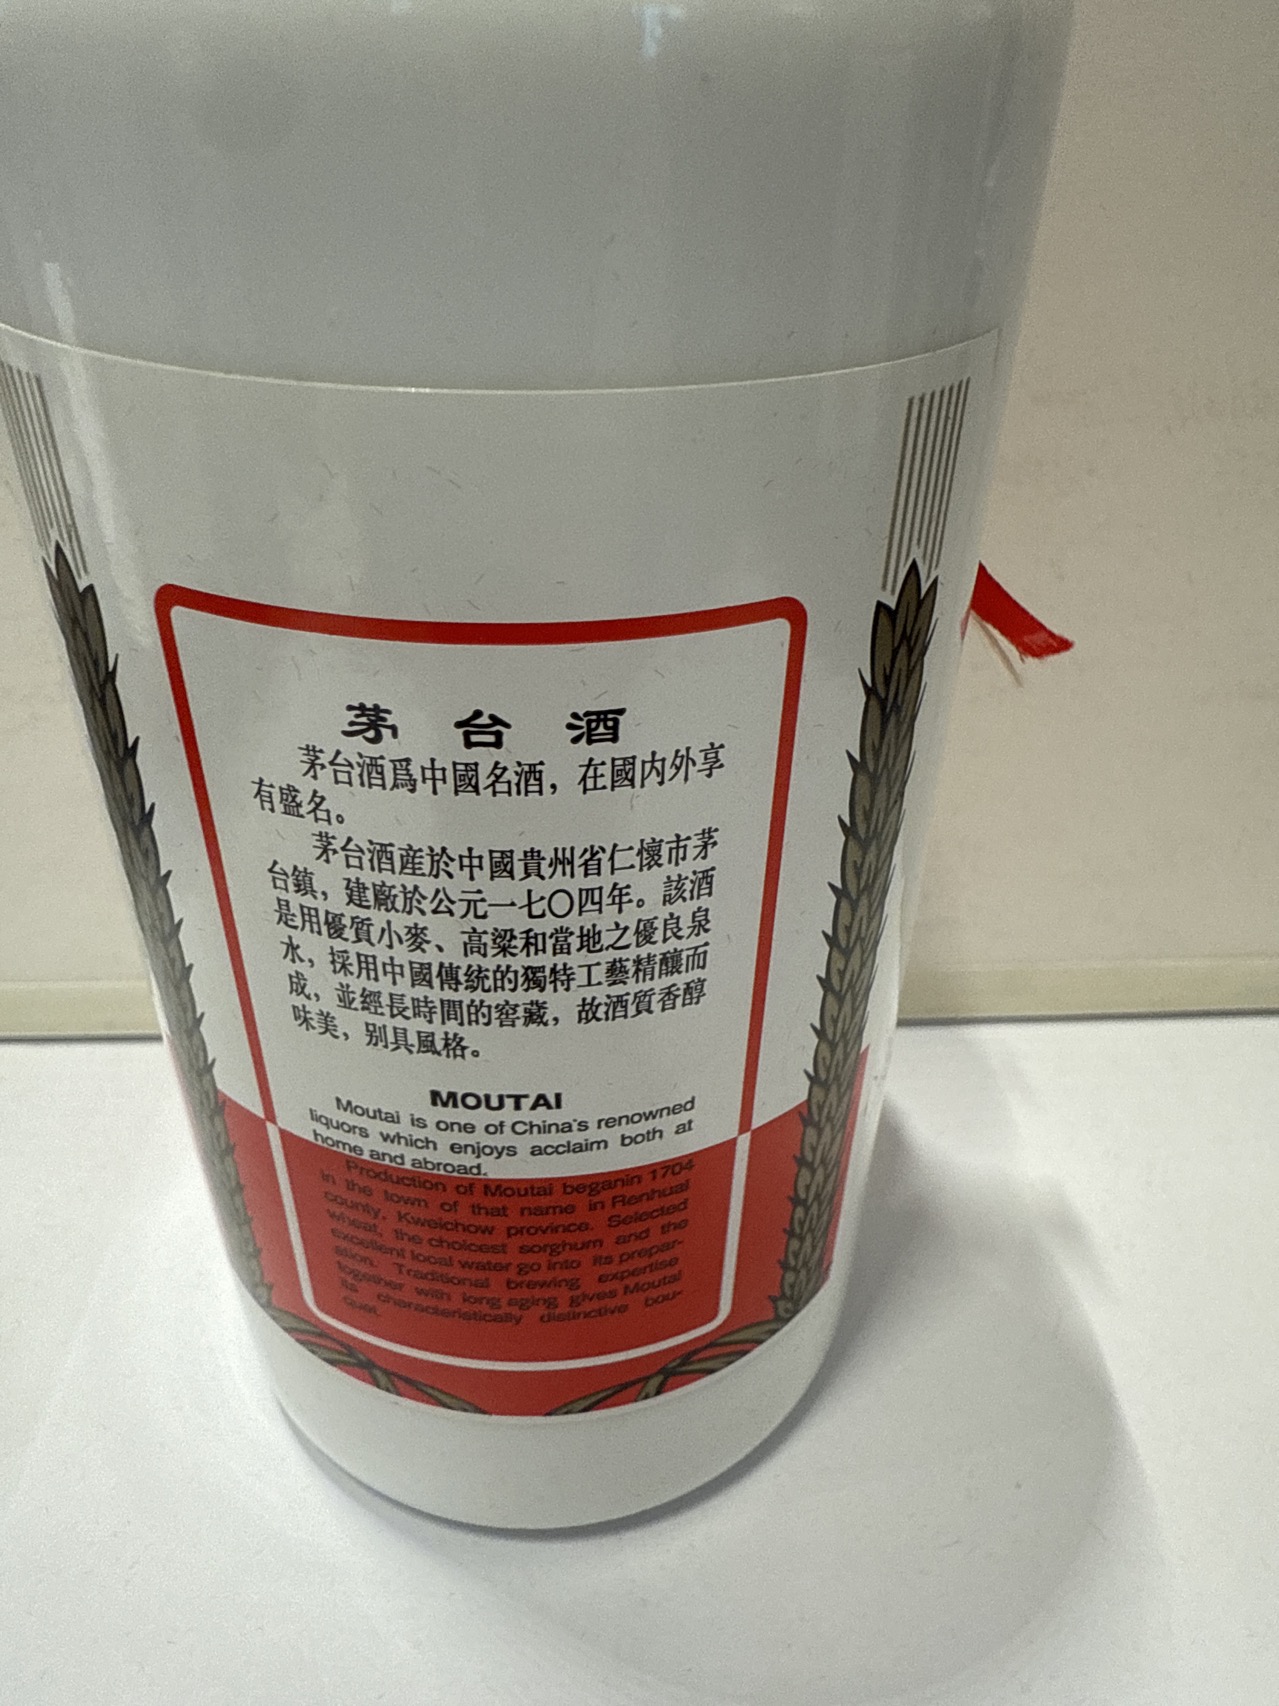 茅台酒
茅台酒爲中國名酒，在國内外享
有盛名。
茅台酒産於中國貴州省仁懷市茅
台鎮，建廠於公元一七〇四年。該酒
是用優質小麥、高粱和當地之優良泉
水，採用中國傳統的獨特工藝精釀而
成，並經長時間的窖藏，故酒質香醇
味美，别具風格。
MOUTAI
Moutai is one of China's renowned
liquors which enjoys acclaim both at
home and abroad.
Production of Moutai beganin 1704
in the town of that name in Renhuai
county, Kweichow province. Selected
wheat, the choicest sorghum and the
excellent local water go into its prepar-
ation. Traditional brewing expertise
together with long aging gives Moutai
its characteristically distinctive bou-
quet.